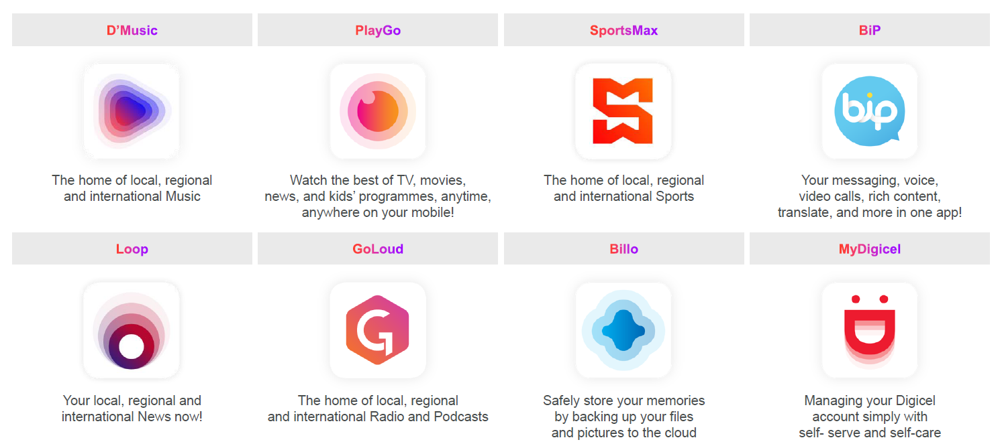 D’Music
PlayGo
SportsMax
BiP
bip
The home of local, regional
and international Music
Watch the best of TV, movies,
news, and kids’ programmes, anytime,
anywhere on your mobile!
The home of local, regional
and international Sports
Your messaging, voice,
video calls, rich content,
translate, and more in one app!
Loop
GoLoud
Billo
MyDigicel
G
Your local, regional and
international News now!
The home of local, regional
and international Radio and Podcasts
Safely store your memories
by backing up your files
and pictures to the cloud
Managing your Digicel
account simply with
self- serve and self-care